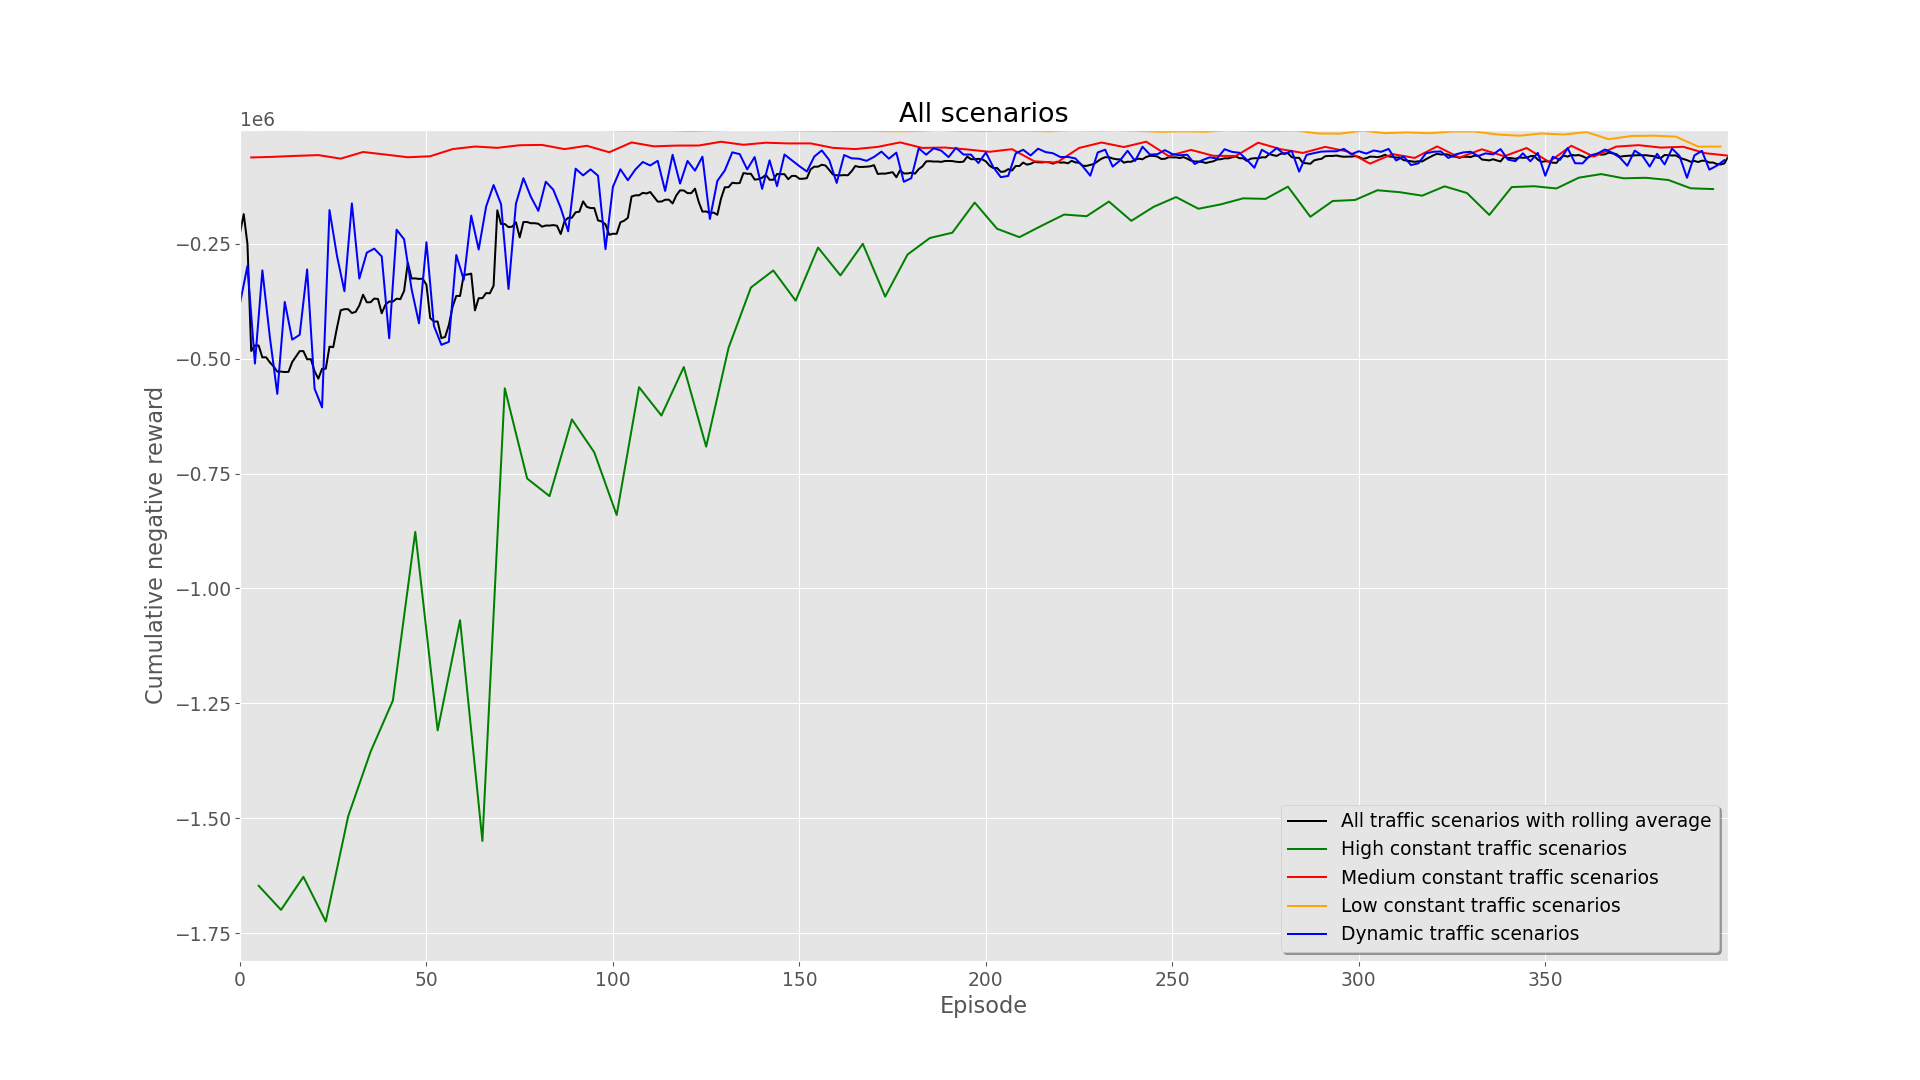 All scenarios
1e6
−0.25
−0.50
−0.75
−1.00
−1.25
−1.50
−1.75
Cumulative negative reward
0 50 100 150 200 250 300 350
Episode
All traffic scenarios with rolling average
High constant traffic scenarios
Medium constant traffic scenarios
Low constant traffic scenarios
Dynamic traffic scenarios